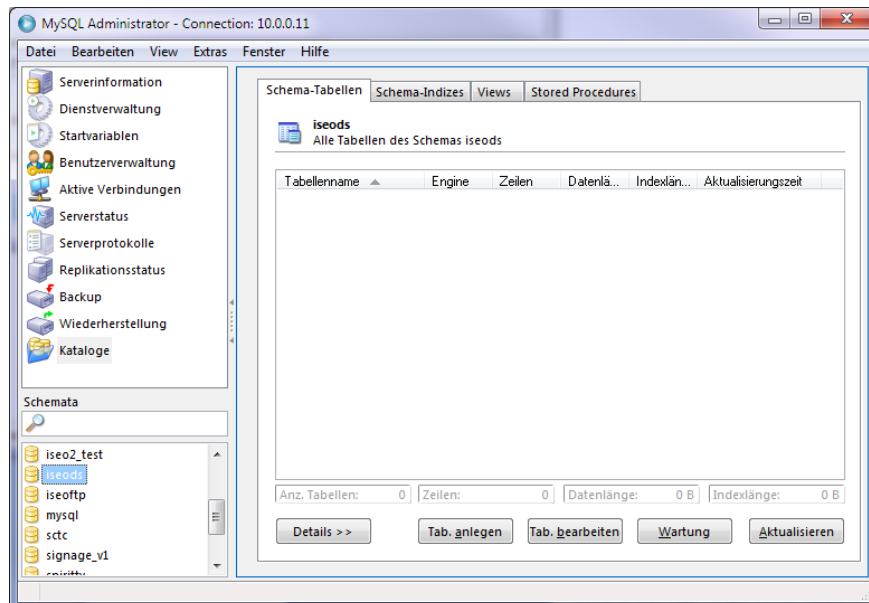 MySQL Administrator - Connection: 10.0.0.11
Datei Bearbeiten View Extras Fenster Hilfe
Serverinformation
Dienstverwaltung
Startvariablen
Benutzerverwaltung
Aktive Verbindungen
Serverstatus
Serverprotokolle
Replikationsstatus
Backup
Wiederherstellung
Kataloge
Schemata
iseo2_test
iseods
iseoftp
mysql
sctc
signage_v1
Schema-Tabellen Schema-Indizes Views Stored Procedures
iseods
Alle Tabellen des Schemas iseods
Tabellenname Engine Zeilen Datenlä... Indexlän... Aktualisierungszeit
Anz. Tabellen: 0 Zeilen: 0 Datenlänge: 0 B Indexlänge: 0 B
Details >> Tab. anlegen Tab. bearbeiten Wartung Aktualisieren